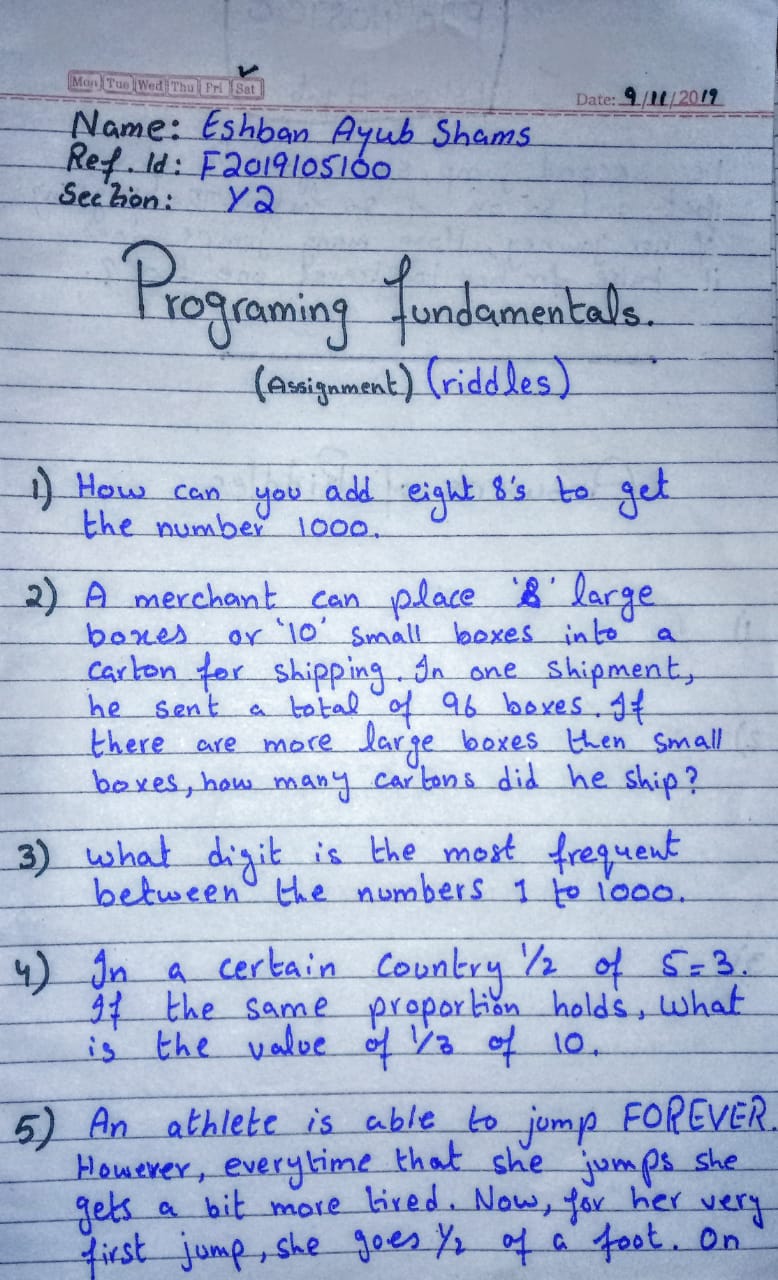 Mon Tue Wed Thu Fri Sat
Date: 9/11/2019
Name: Eshban Ayub Shams
Ref. Id: F2019105100
Section: Y2
Programing fundamentals.
(Assignment) (riddles)
1) How can you add eight 8's to get
the number 1000.
2) A merchant can place '8' large
boxes or '10' small boxes into a
carton for shipping. In one shipment,
he sent a total of 96 boxes. If
there are more large boxes then small
boxes, how many cartons did he ship?
3) what digit is the most frequent
between the numbers 1 to 1000.
4) In a certain country 1/2 of 5=3.
If the same proportion holds, what
is the value of 1/3 of 10.
5) An athlete is able to jump FOREVER.
However, everytime that she jumps she
gets a bit more tired. Now, for her very
first jump, she goes 1/2 of a foot. On